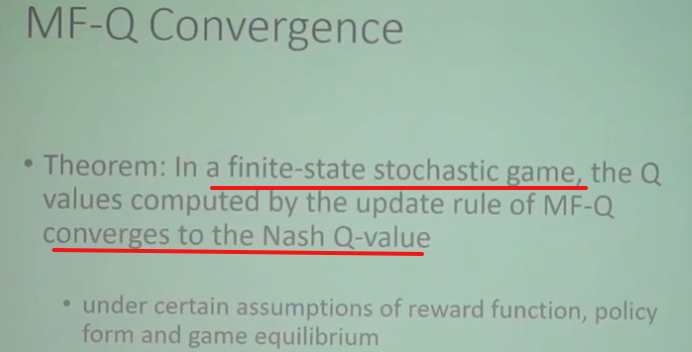 MF-Q Convergence
• Theorem: In a finite-state stochastic game, the Q
values computed by the update rule of MF-Q
converges to the Nash Q-value
• under certain assumptions of reward function, policy
form and game equilibrium